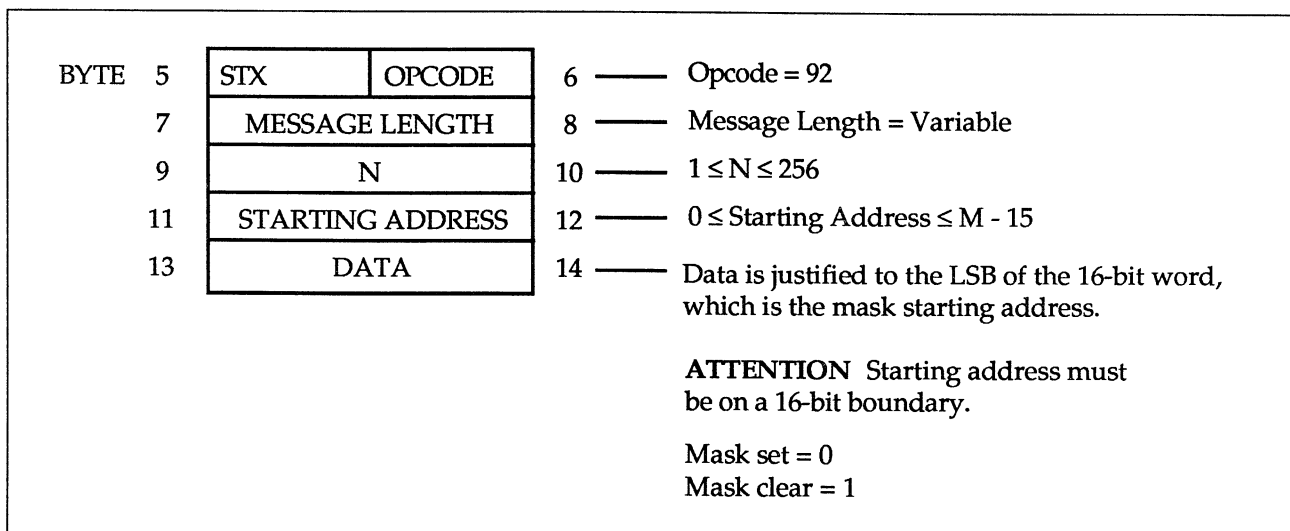 BYTE 5 STX OPCODE 6 Opcode = 92
7 MESSAGE LENGTH 8 Message Length = Variable
9 N 10 1 ≤ N ≤ 256
11 STARTING ADDRESS 12 0 ≤ Starting Address ≤ M - 15
13 DATA 14 Data is justified to the LSB of the 16-bit word,
which is the mask starting address.
ATTENTION Starting address must
be on a 16-bit boundary.
Mask set = 0
Mask clear = 1